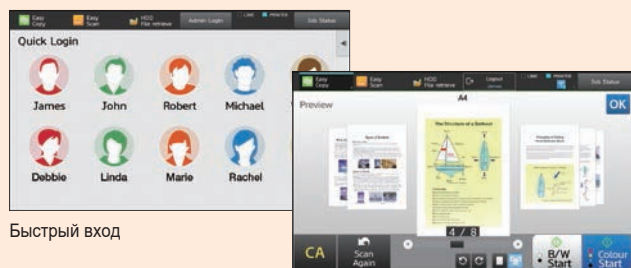 Easy Copy
Easy Scan
HDD File retrieve
Admin Login
Job Status
Quick Login
James
John
Robert
Michael
Debbie
Linda
Marie
Rachel
Быстрый вход
Easy Copy
Easy Scan
HDD File retrieve
Logout
Job Status
Preview
A4
OK
The Structure of a Sailboat
4 / 8
CA
Scan Again
B/W Start
Colour Start